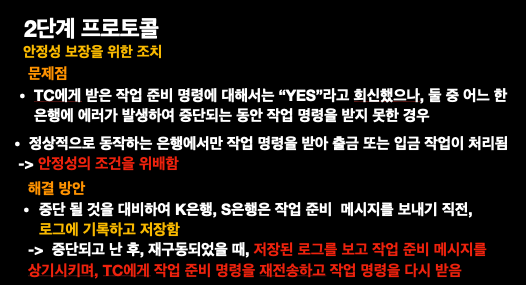 2단계 프로토콜
안정성 보장을 위한 조치
문제점
• TC에게 받은 작업 준비 명령에 대해서는 “YES”라고 회신했으나, 둘 중 어느 한
은행에 에러가 발생하여 중단되는 동안 작업 명령을 받지 못한 경우
• 정상적으로 동작하는 은행에서만 작업 명령을 받아 출금 또는 입금 작업이 처리됨
-> 안정성의 조건을 위배함
해결 방안
• 중단 될 것을 대비하여 K은행, S은행은 작업 준비 메시지를 보내기 직전,
로그에 기록하고 저장함
-> 중단되고 난 후, 재구동되었을 때, 저장된 로그를 보고 작업 준비 메시지를
상기시키며, TC에게 작업 준비 명령을 재전송하고 작업 명령을 다시 받음